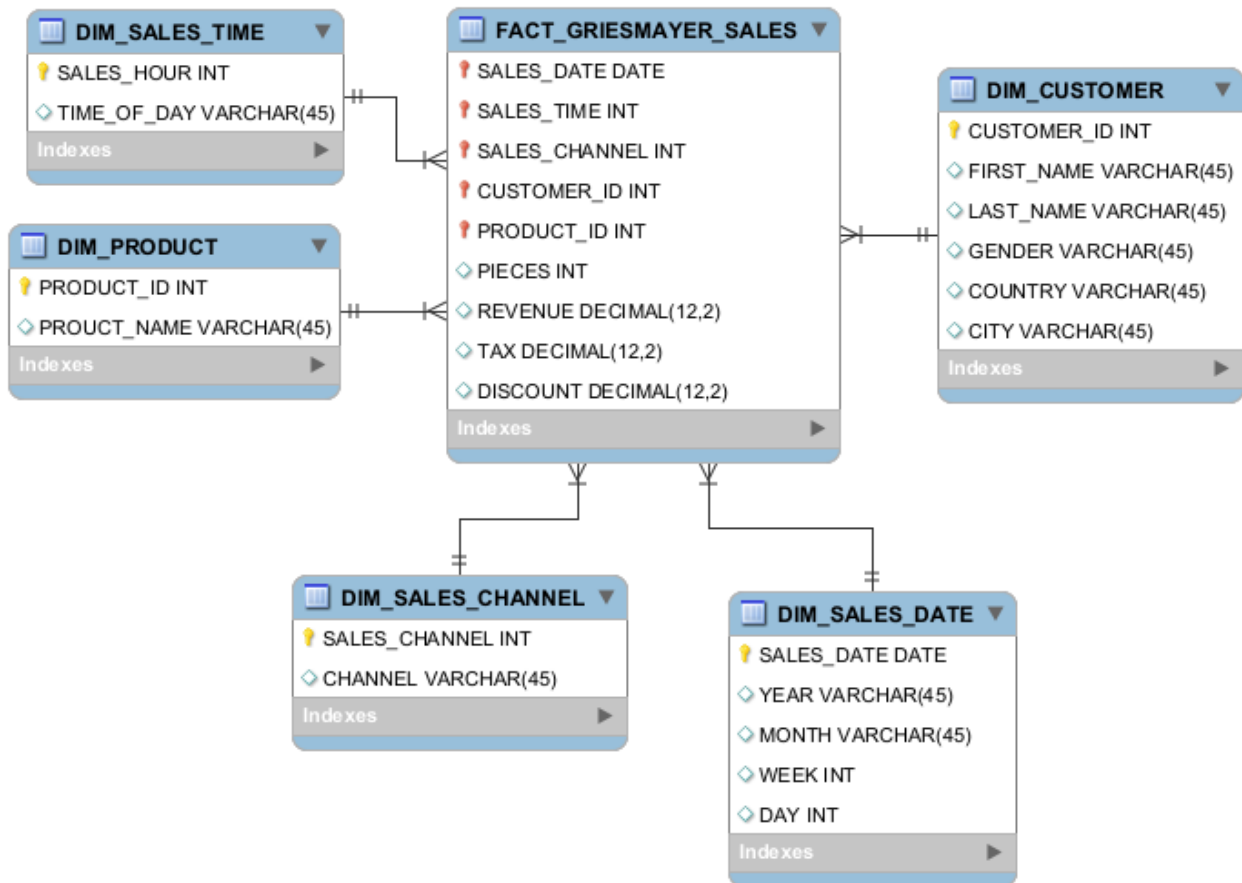 DIM_SALES_TIME
SALES_HOUR INT
TIME_OF_DAY VARCHAR(45)
Indexes
DIM_PRODUCT
PRODUCT_ID INT
PROUCT_NAME VARCHAR(45)
Indexes
FACT_GRIESMAYER_SALES
SALES_DATE DATE
SALES_TIME INT
SALES_CHANNEL INT
CUSTOMER_ID INT
PRODUCT_ID INT
PIECES INT
REVENUE DECIMAL(12,2)
TAX DECIMAL(12,2)
DISCOUNT DECIMAL(12,2)
Indexes
DIM_CUSTOMER
CUSTOMER_ID INT
FIRST_NAME VARCHAR(45)
LAST_NAME VARCHAR(45)
GENDER VARCHAR(45)
COUNTRY VARCHAR(45)
CITY VARCHAR(45)
Indexes
DIM_SALES_CHANNEL
SALES_CHANNEL INT
CHANNEL VARCHAR(45)
Indexes
DIM_SALES_DATE
SALES_DATE DATE
YEAR VARCHAR(45)
MONTH VARCHAR(45)
WEEK INT
DAY INT
Indexes